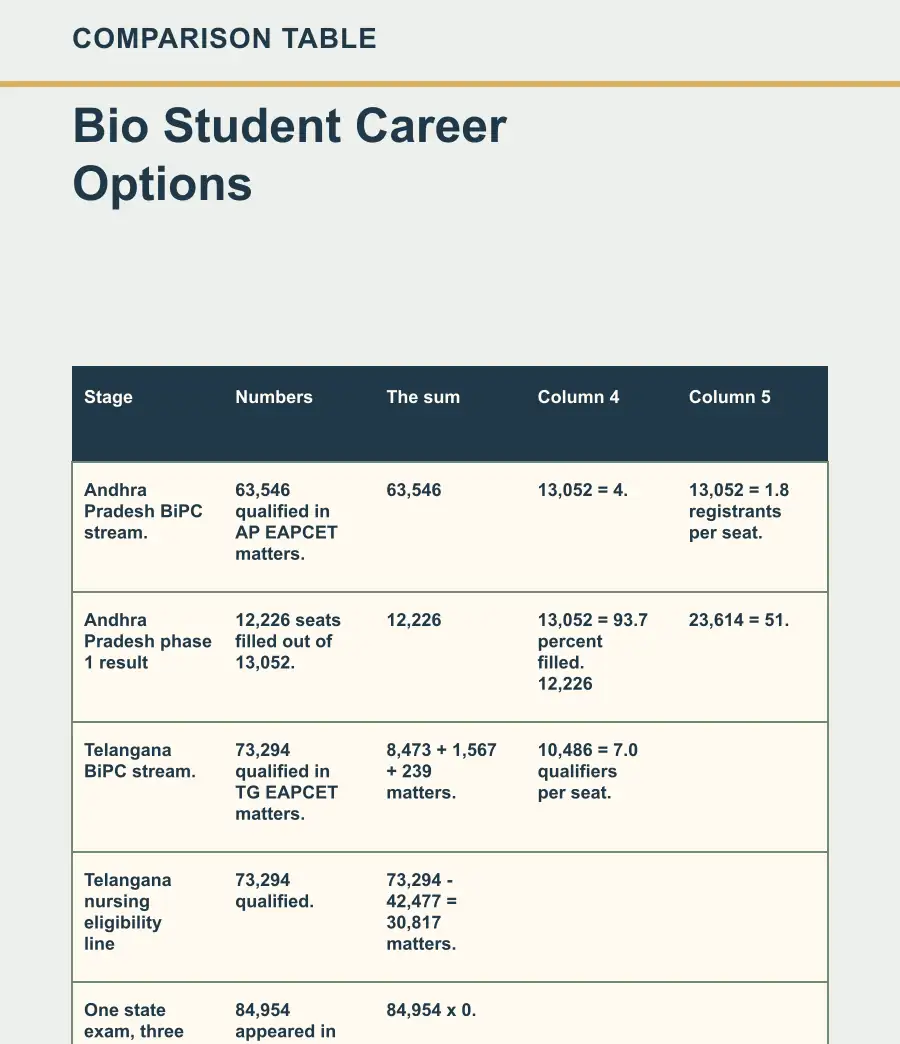 COMPARISON TABLE
Bio Student Career
Options
Stage
Numbers
The sum
Column 4
Column 5
Andhra
Pradesh BiPC
stream.
63,546
qualified in
AP EAPCET
matters.
63,546
13,052 = 4.
13,052 = 1.8
registrants
per seat.
Andhra
Pradesh phase
1 result
12,226 seats
filled out of
13,052.
12,226
13,052 = 93.7
percent
filled.
12,226
23,614 = 51.
Telangana
BiPC stream.
73,294
qualified in
TG EAPCET
matters.
8,473 + 1,567
+ 239
matters.
10,486 = 7.0
qualifiers
per seat.
Telangana
nursing
eligibility
line
73,294
qualified.
73,294 -
42,477 =
30,817
matters.
One state
exam, three
84,954
appeared in
84,954 x 0.